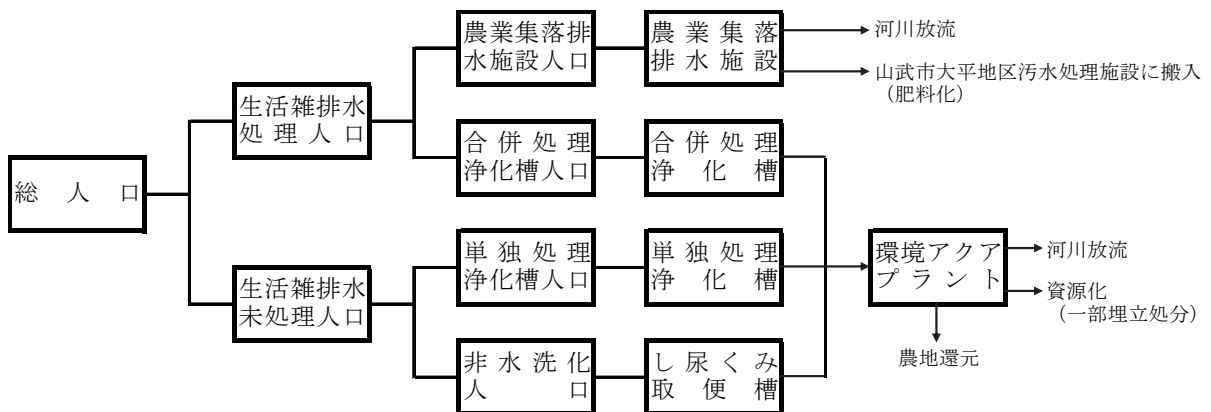 総人口
生活雑排水
処理人口
生活雑排水
未処理人口
農業集落排
水施設人口
合併処理
浄化槽人口
単独処理
浄化槽人口
非水洗化
人口
農業集落
排水施設
合併処理
浄化槽
単独処理
浄化槽
し尿くみ
取便槽
河川放流
山武市大平地区汚水処理施設に搬入
（肥料化）
環境アクア
プラント
河川放流
資源化
（一部埋立処分）
農地還元